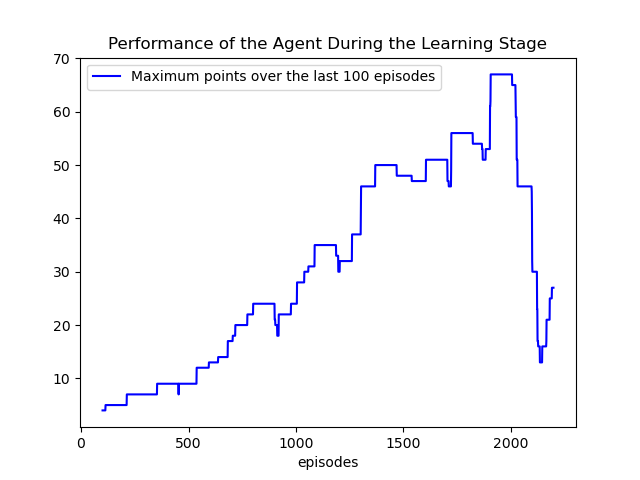 Performance of the Agent During the Learning Stage
Maximum points over the last 100 episodes
70
60
50
40
30
20
10
0 500 1000 1500 2000
episodes